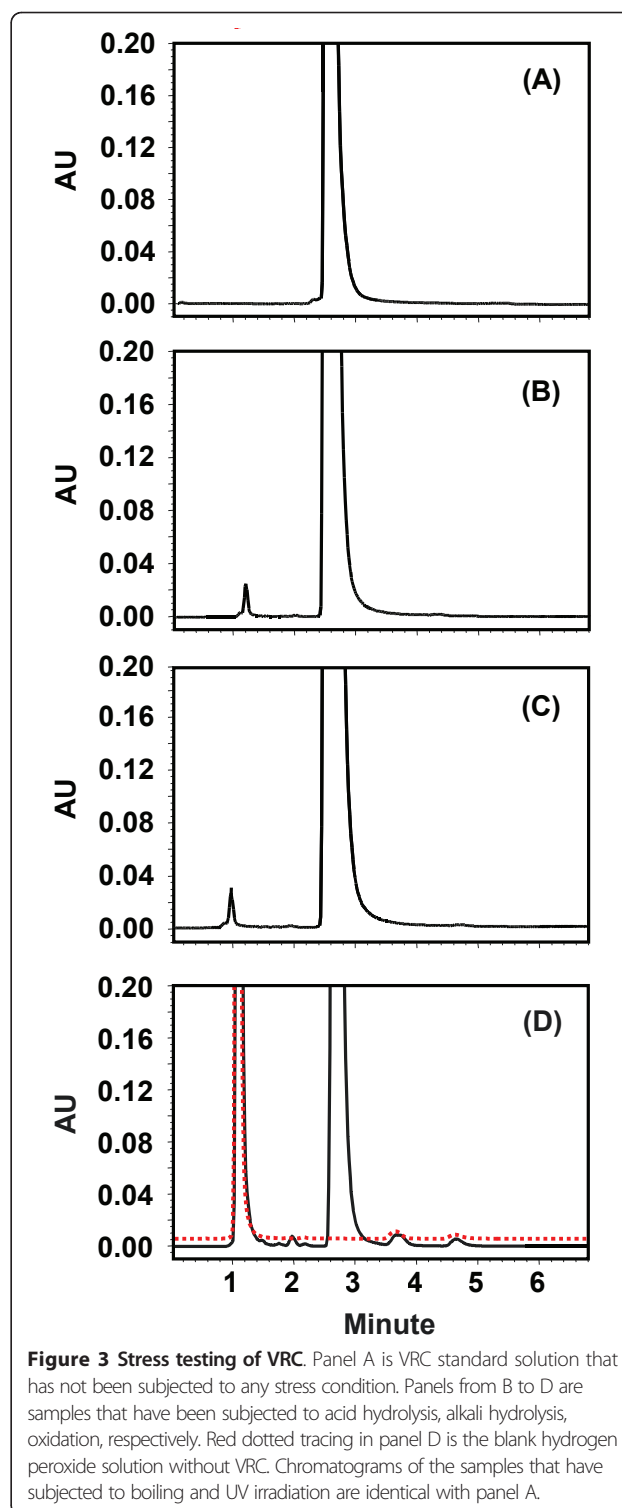 0.20
(A)
0.16
0.12
AU
0.08
0.04
0.00
0.20
(B)
0.16
0.12
AU
0.08
0.04
0.00
0.20
(C)
0.16
0.12
AU
0.08
0.04
0.00
0.20
(D)
0.16
0.12
AU
0.08
0.04
0.00
1 2 3 4 5 6
Minute
Figure 3 Stress testing of VRC. Panel A is VRC standard solution that
has not been subjected to any stress condition. Panels from B to D are
samples that have been subjected to acid hydrolysis, alkali hydrolysis,
oxidation, respectively. Red dotted tracing in panel D is the blank hydrogen
peroxide solution without VRC. Chromatograms of the samples that have
subjected to boiling and UV irradiation are identical with panel A.